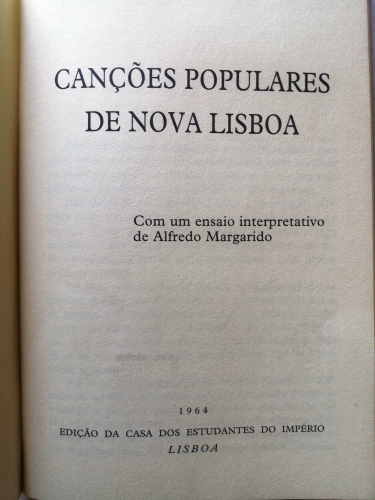 CANÇÕES POPULARES
DE NOVA LISBOA
Com um ensaio interpretativo
de Alfredo Margarido
1964
EDIÇÃO DA CASA DOS ESTUDANTES DO IMPÉRIO
LISBOA